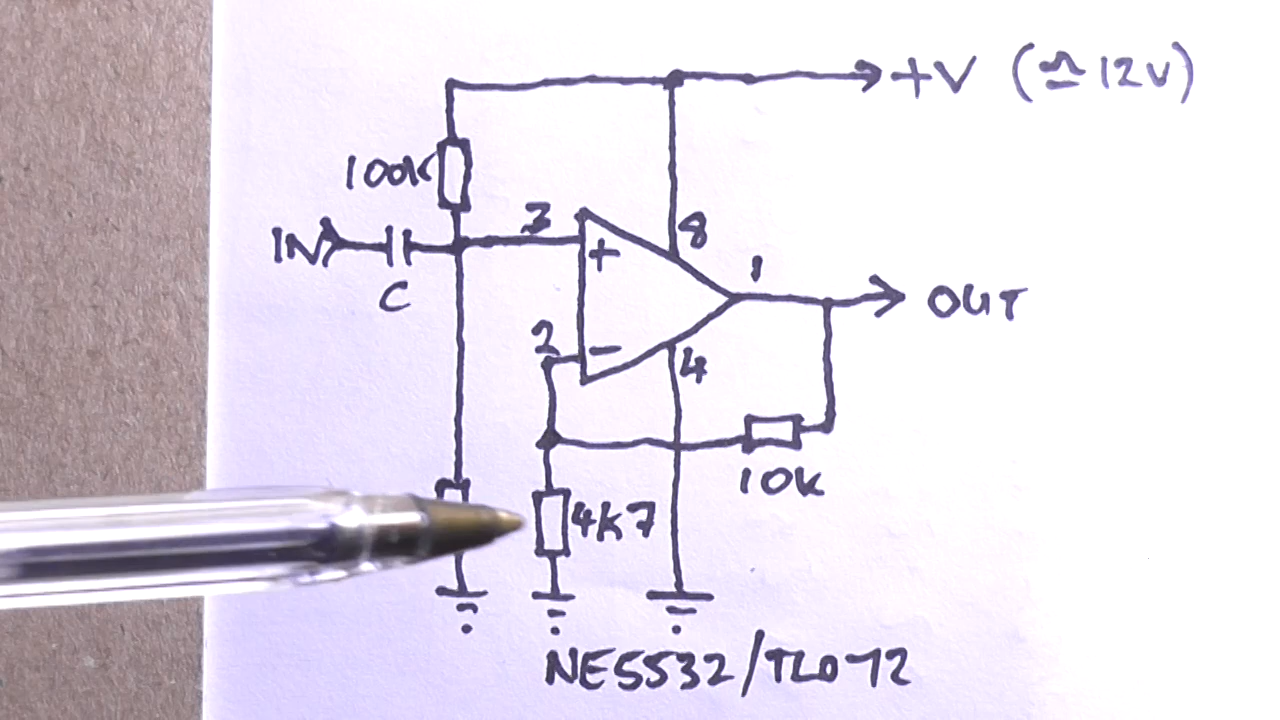 +V (≏12V)
100k
IN
3
8
+
1
C
OUT
2
−
4
10k
4k7
NE5532/TL072